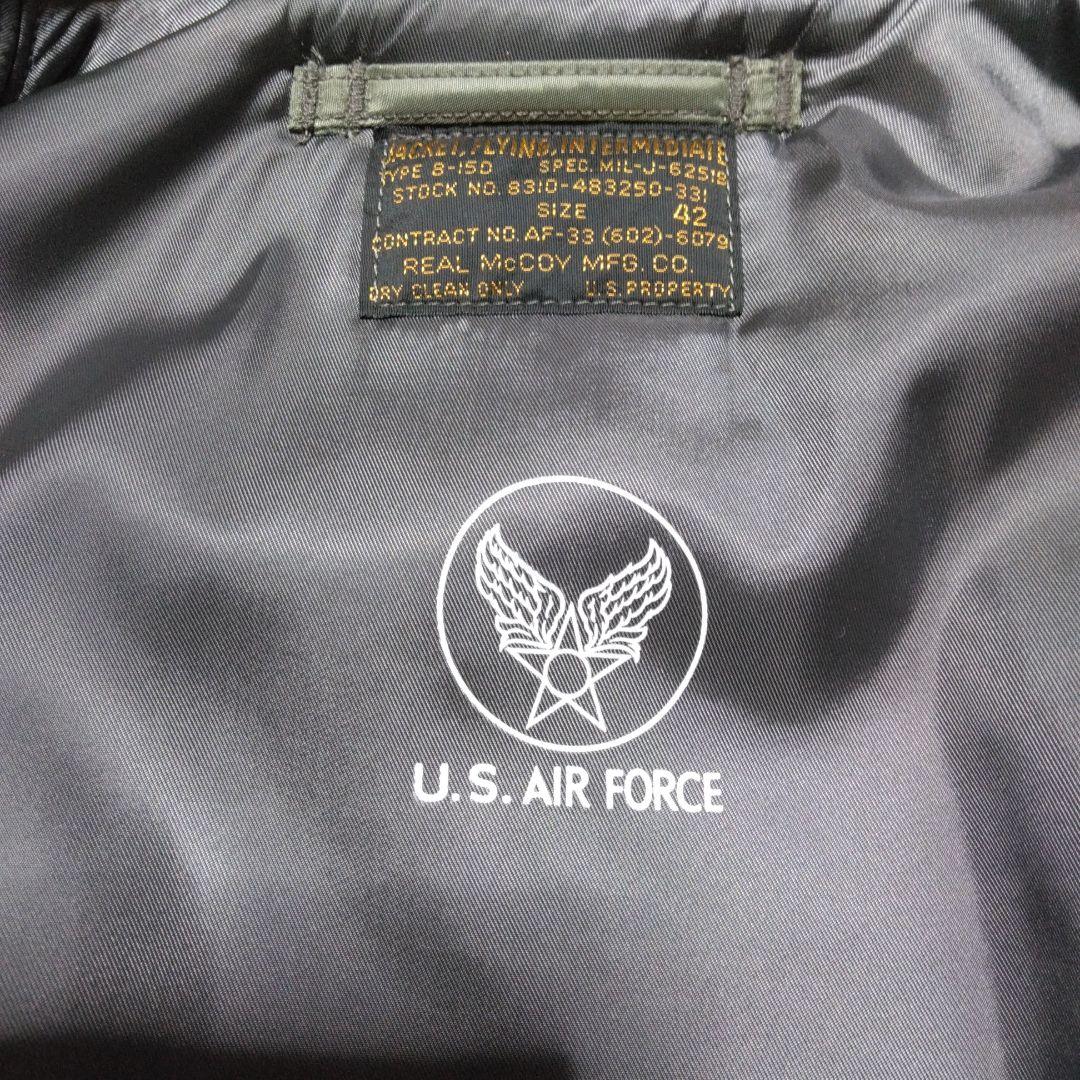 JACKET, FLYING, INTERMEDIATE
TYPE B-15D SPEC. MIL-J-6251B
STOCK NO. 8310-483250-331
SIZE 42
CONTRACT NO. AF-33 (602)-6079
REAL McCOY MFG. CO.
DRY CLEAN ONLY U.S. PROPERTY
U.S. AIR FORCE